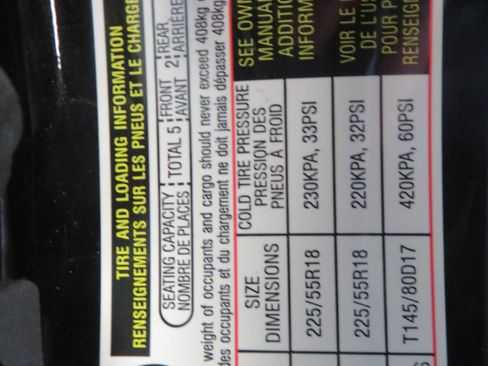 TIRE AND LOADING INFORMATION
RENSEIGNEMENTS SUR LES PNEUS ET LE CHARGE
SEATING CAPACITY TOTAL 5 FRONT 2 REAR
NOMBRE DE PLACES AVANT ARRIÈRE
weight of occupants and cargo should never exceed 408kg
des occupants et du chargement ne doit jamais dépasser 408kg
SIZE
DIMENSIONS
COLD TIRE PRESSURE
PRESSION DES
PNEUS À FROID
SEE OWN
MANUA
ADDITIO
INFORM
225/55R18 230KPA, 33PSI
225/55R18 220KPA, 32PSI
VOIR LE
DE L'US
POUR P
RENSEIG
T145/80D17 420KPA, 60PSI